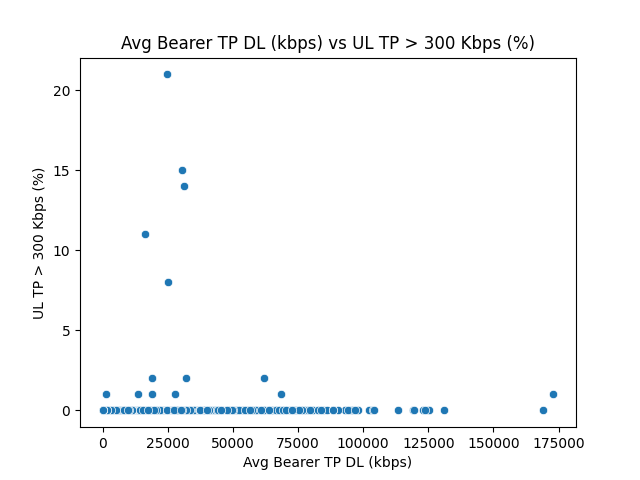 Avg Bearer TP DL (kbps) vs UL TP > 300 Kbps (%)
UL TP > 300 Kbps (%)
20
15
10
5
0
0 25000 50000 75000 100000 125000 150000 175000
Avg Bearer TP DL (kbps)